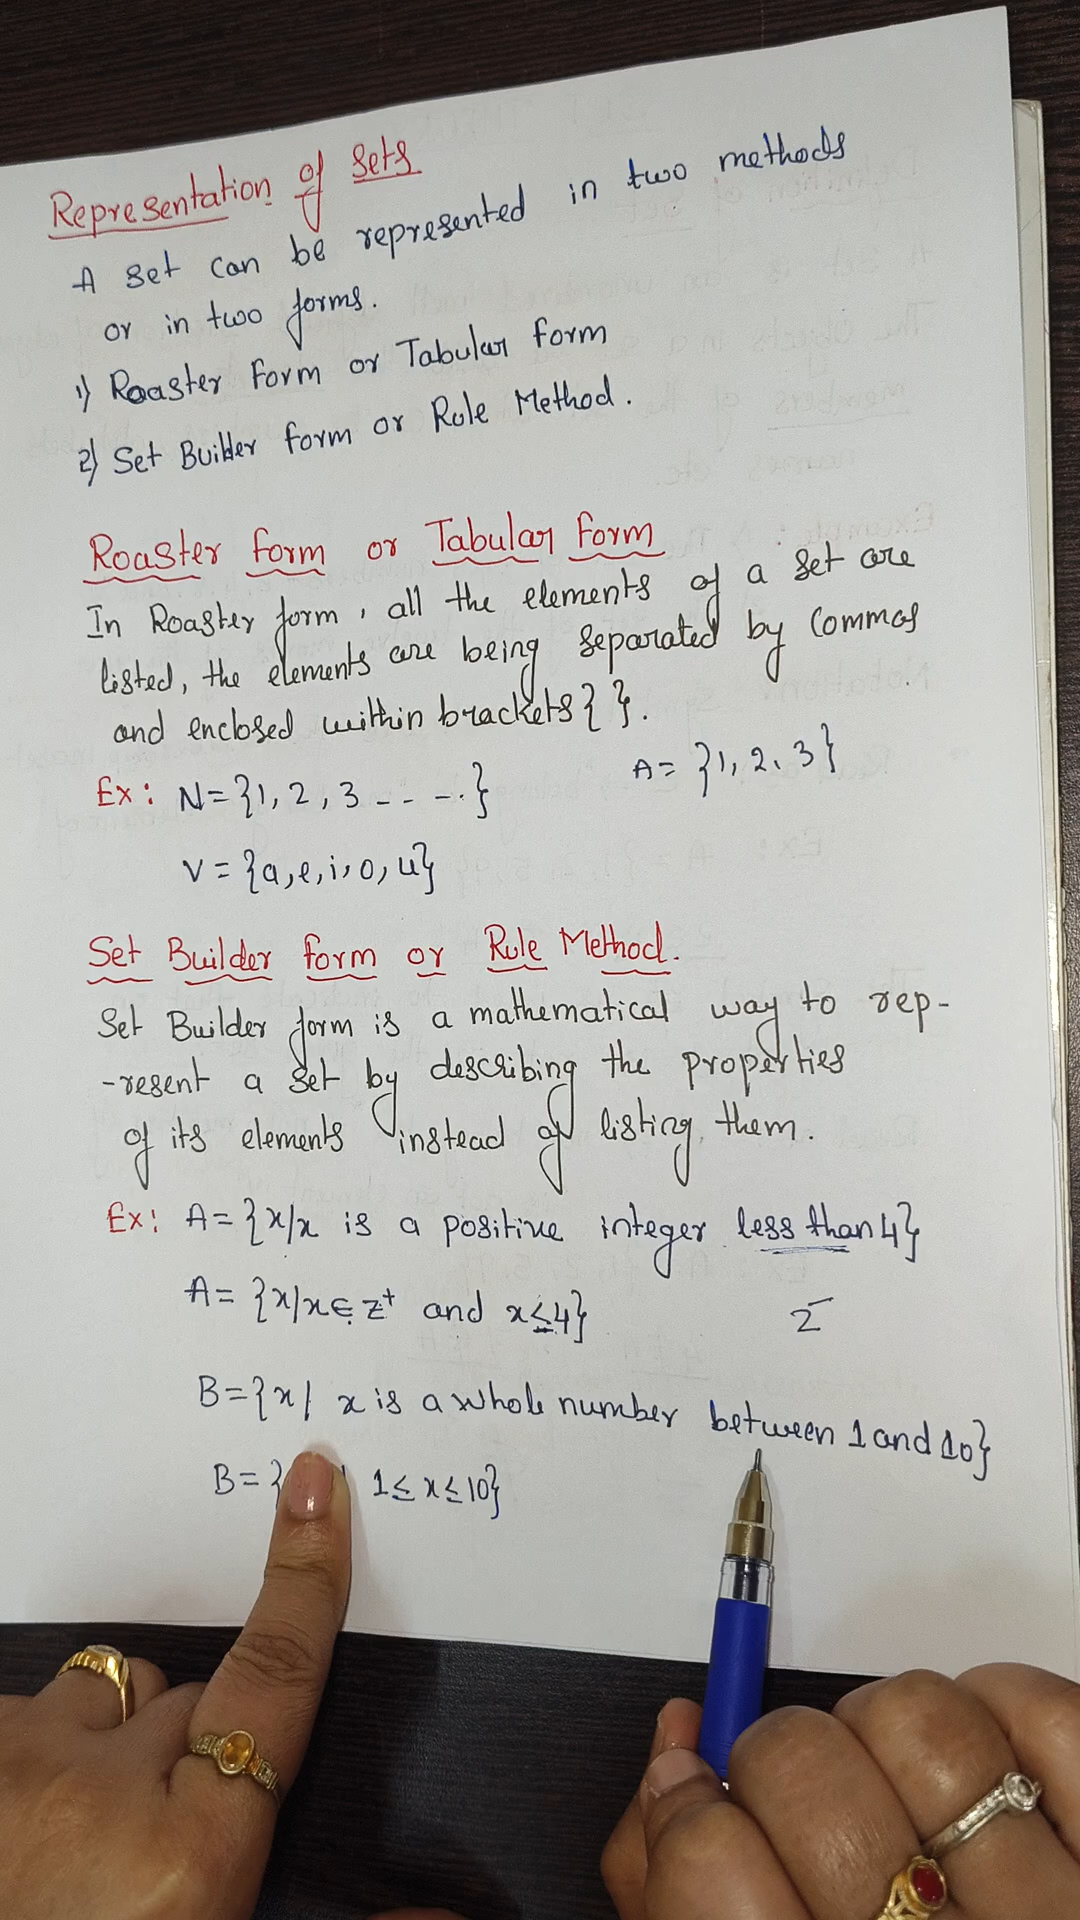 Representation of Sets
A set can be represented in two methods
or in two forms.
1) Roaster Form or Tabular Form
2) Set Builder Form or Rule Method.
Roaster Form or Tabular Form
In Roaster form, all the elements of a set are
listed, the elements are being separated by commas
and enclosed within brackets { }.
Ex: N = {1, 2, 3 - - - .} A = {1, 2, 3}
V = {a, e, i, o, u}
Set Builder form or Rule Method.
Set Builder form is a mathematical way to rep-
-resent a set by describing the properties
of its elements instead of listing them.
Ex: A = {x/x is a positive integer less than 4}
A = {x/x ∈ Z⁺ and x ≤ 4} Z⁻
B = {x | x is a whole number between 1 and 10}
B = { 1 ≤ x ≤ 10}